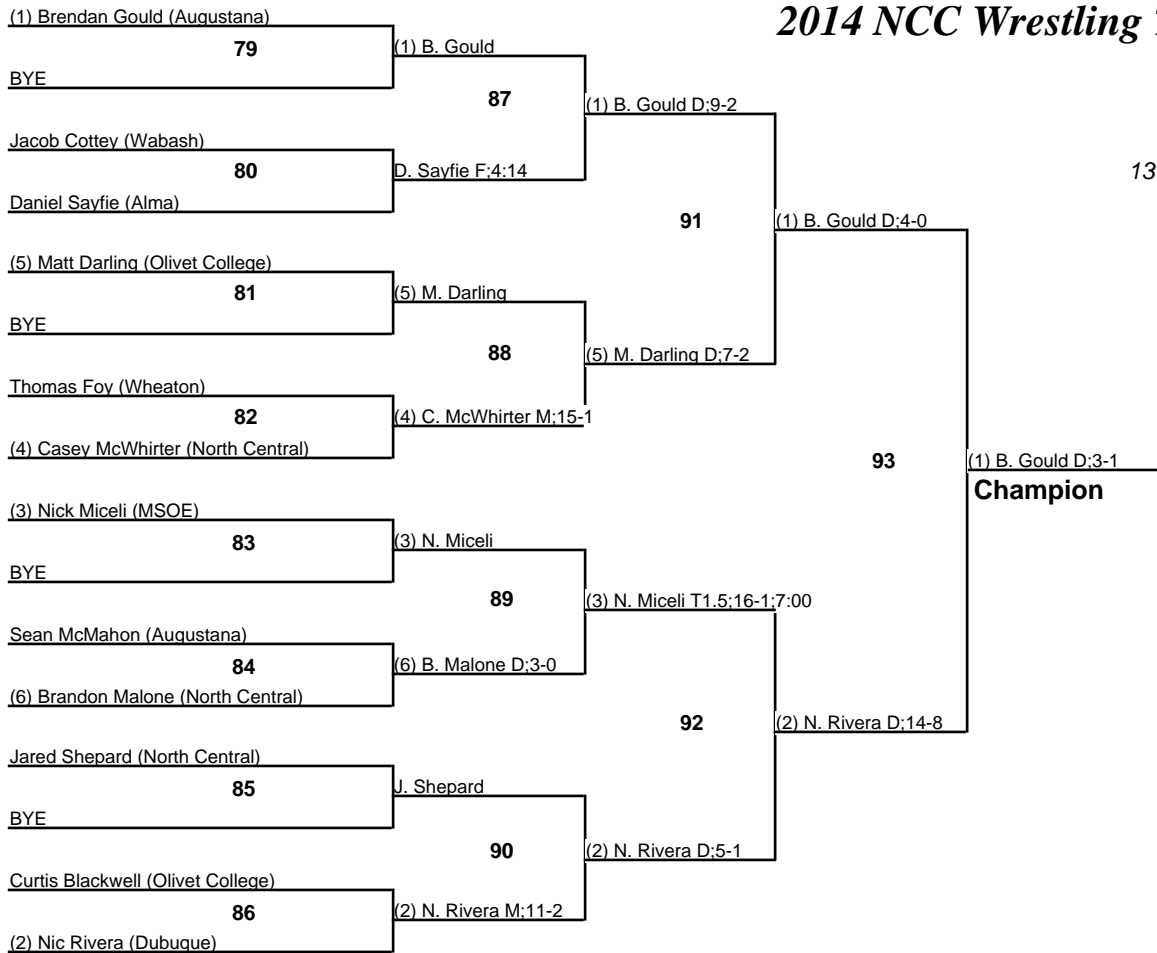 2014 NCC Wrestling
(1) Brendan Gould (Augustana)
79
BYE
(1) B. Gould
87
Jacob Cottey (Wabash)
80
Daniel Sayfie (Alma)
D. Sayfie F;4:14
(1) B. Gould D;9-2
13
91
(1) B. Gould D;4-0
(5) Matt Darling (Olivet College)
81
BYE
(5) M. Darling
88
(5) M. Darling D;7-2
Thomas Foy (Wheaton)
82
(4) Casey McWhirter (North Central)
(4) C. McWhirter M;15-1
93
(1) B. Gould D;3-1
Champion
(3) Nick Miceli (MSOE)
83
BYE
(3) N. Miceli
89
(3) N. Miceli T1.5;16-1;7:00
Sean McMahon (Augustana)
84
(6) Brandon Malone (North Central)
(6) B. Malone D;3-0
92
(2) N. Rivera D;14-8
Jared Shepard (North Central)
85
BYE
J. Shepard
90
(2) N. Rivera D;5-1
Curtis Blackwell (Olivet College)
86
(2) Nic Rivera (Dubuque)
(2) N. Rivera M;11-2